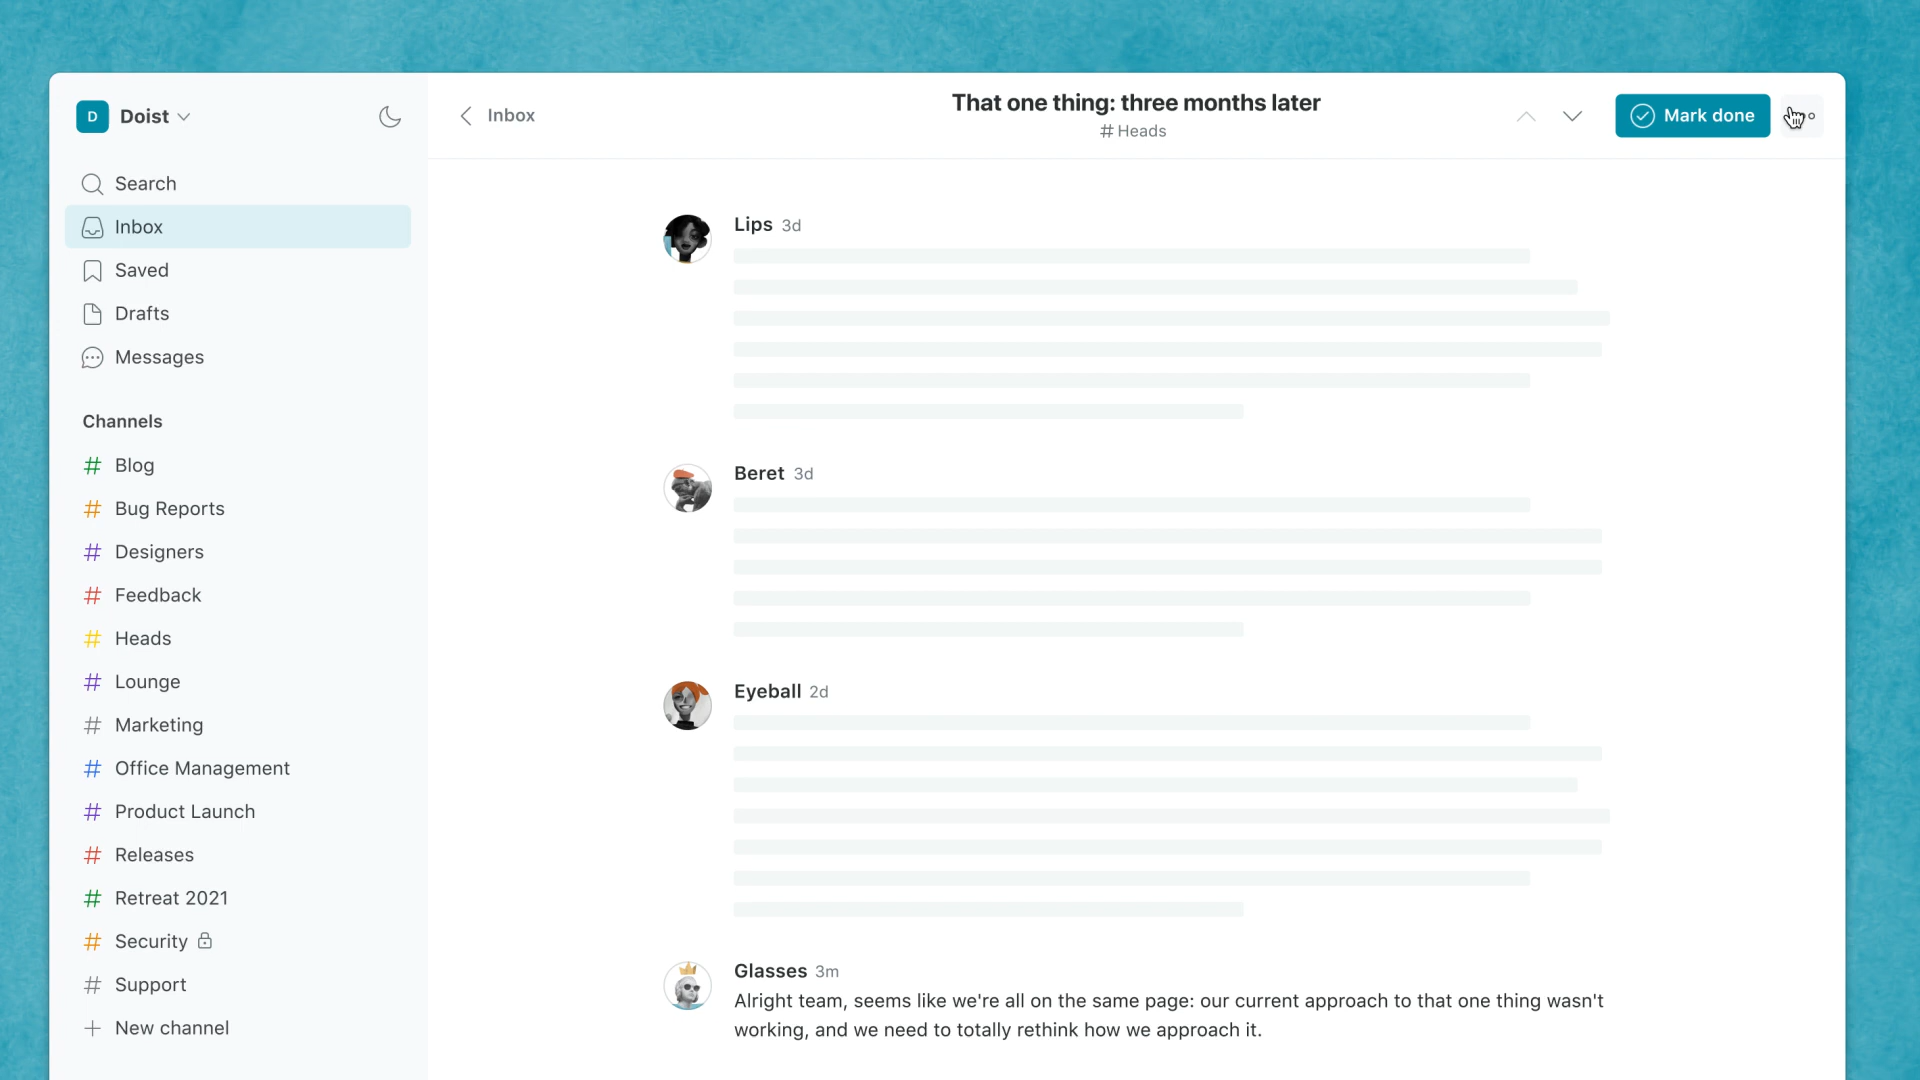 D Doist
Search
Inbox
Saved
Drafts
Messages
Channels
# Blog
# Bug Reports
# Designers
# Feedback
# Heads
# Lounge
# Marketing
# Office Management
# Product Launch
# Releases
# Retreat 2021
# Security
# Support
+ New channel
Inbox
That one thing: three months later
# Heads
Mark done
Lips 3d
Beret 3d
Eyeball 2d
Glasses 3m
Alright team, seems like we're all on the same page: our current approach to that one thing wasn't
working, and we need to totally rethink how we approach it.